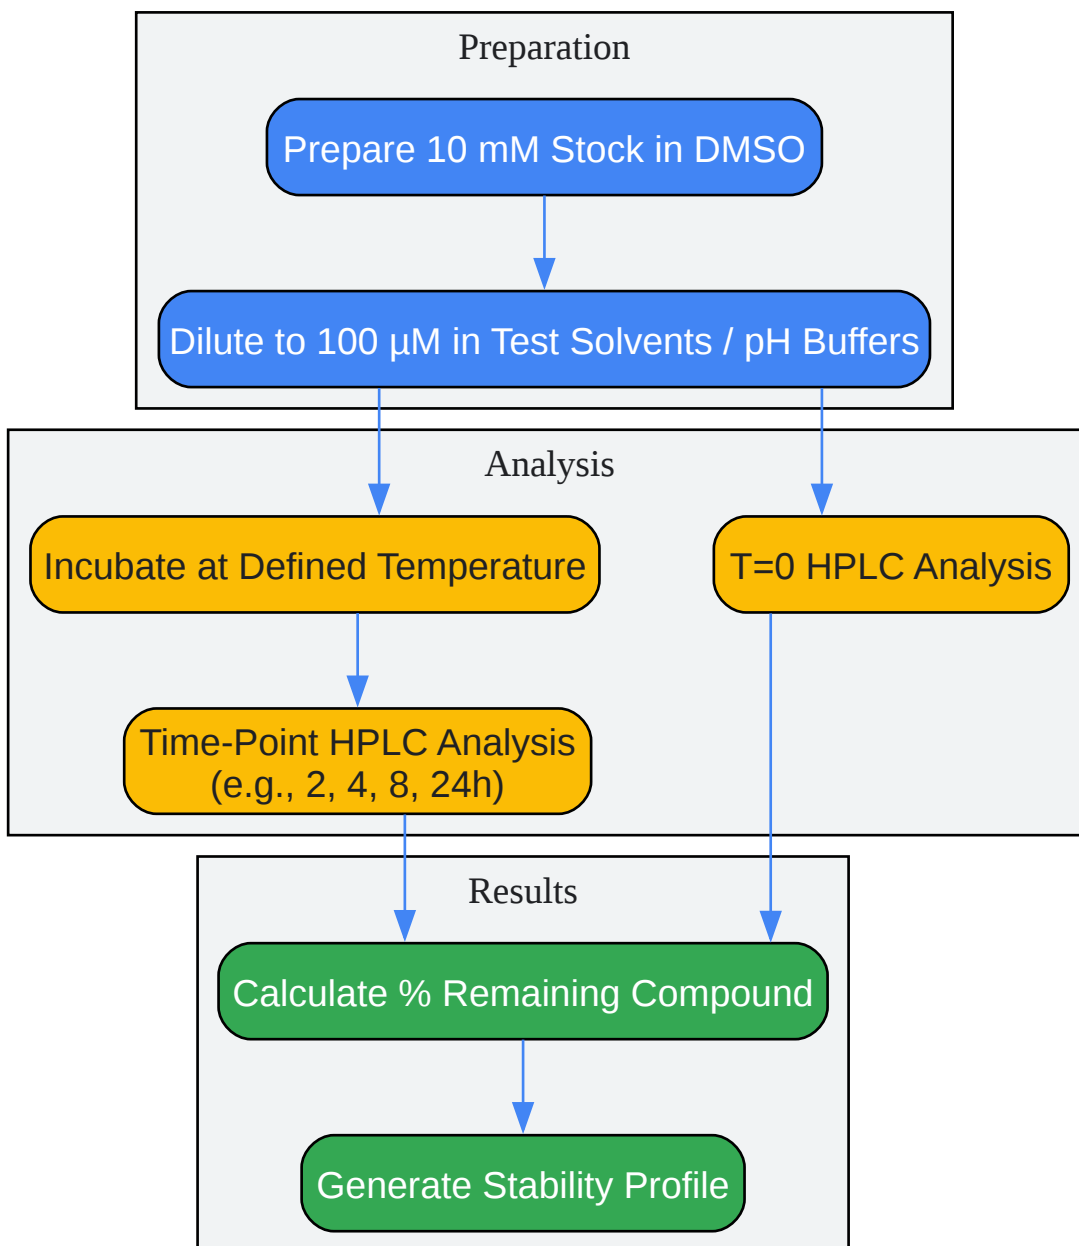 Preparation
Prepare 10 mM Stock in DMSO
Dilute to 100 µM in Test Solvents / pH Buffers
Analysis
Incubate at Defined Temperature
T=0 HPLC Analysis
Time-Point HPLC Analysis
(e.g., 2, 4, 8, 24h)
Results
Calculate % Remaining Compound
Generate Stability Profile